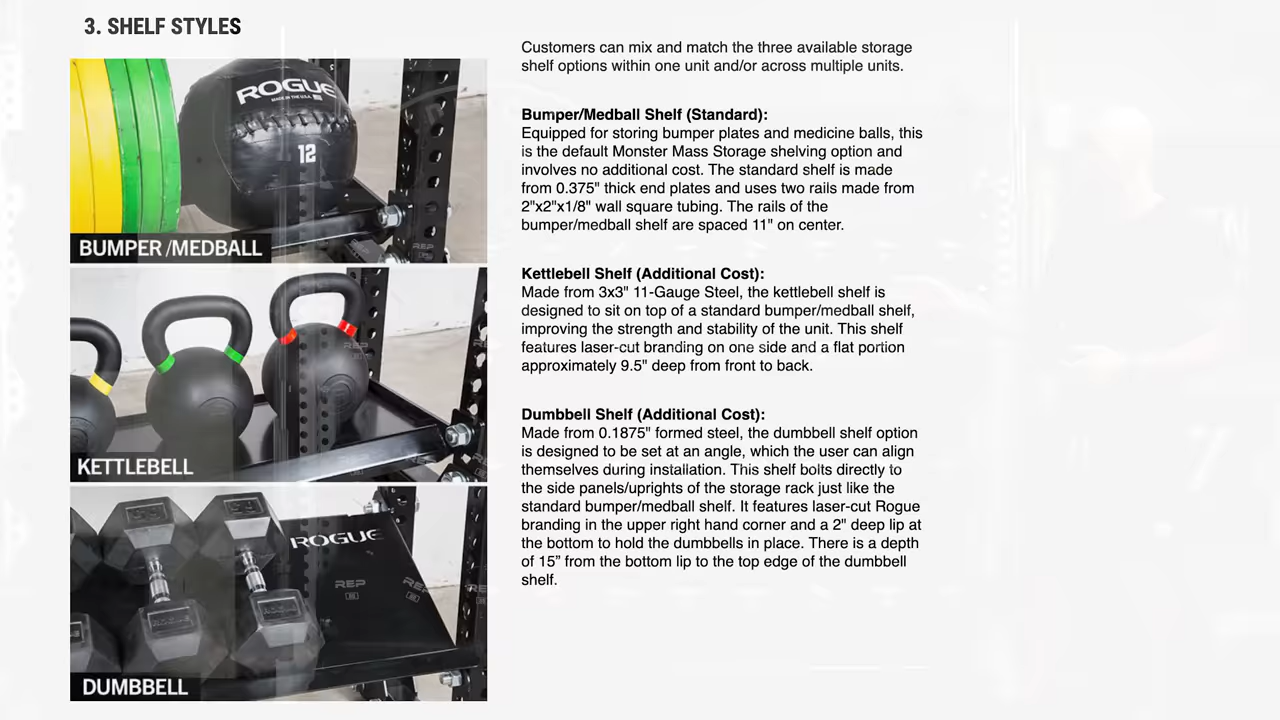 3. SHELF STYLES
ROGUE
12
BUMPER /MEDBALL
REP
KETTLEBELL
REP
ROGUE
REP
REP
REP
DUMBBELL
Customers can mix and match the three available storage
shelf options within one unit and/or across multiple units.
Bumper/Medball Shelf (Standard):
Equipped for storing bumper plates and medicine balls, this
is the default Monster Mass Storage shelving option and
involves no additional cost. The standard shelf is made
from 0.375" thick end plates and uses two rails made from
2"x2"x1/8" wall square tubing. The rails of the
bumper/medball shelf are spaced 11" on center.
Kettlebell Shelf (Additional Cost):
Made from 3x3" 11-Gauge Steel, the kettlebell shelf is
designed to sit on top of a standard bumper/medball shelf,
improving the strength and stability of the unit. This shelf
features laser-cut branding on one side and a flat portion
approximately 9.5" deep from front to back.
Dumbbell Shelf (Additional Cost):
Made from 0.1875" formed steel, the dumbbell shelf option
is designed to be set at an angle, which the user can align
themselves during installation. This shelf bolts directly to
the side panels/uprights of the storage rack just like the
standard bumper/medball shelf. It features laser-cut Rogue
branding in the upper right hand corner and a 2" deep lip at
the bottom to hold the dumbbells in place. There is a depth
of 15” from the bottom lip to the top edge of the dumbbell
shelf.